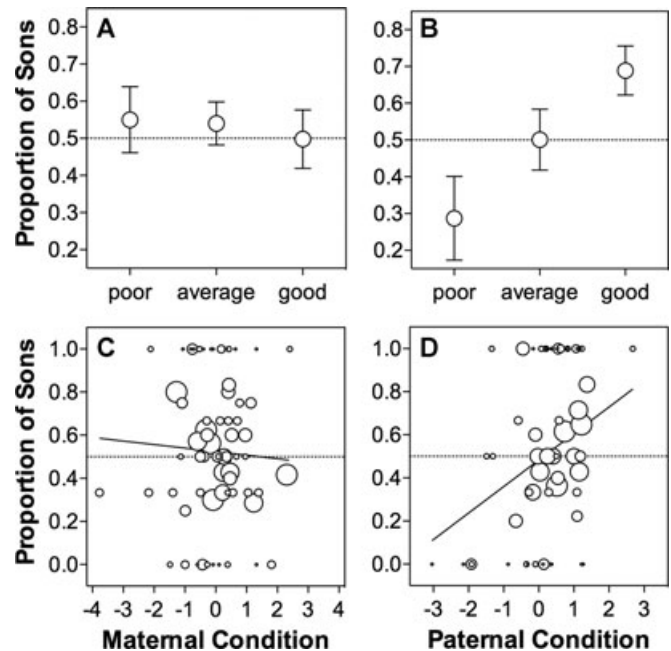 A
B
Proportion of Sons
0.8
0.7
0.6
0.5
0.4
0.3
0.2
poor average good
0.8
0.7
0.6
0.5
0.4
0.3
0.2
poor average good
C
D
Proportion of Sons
1.0
0.8
0.6
0.4
0.2
0.0
-4 -3 -2 -1 0 1 2 3 4
Maternal Condition
1.0
0.8
0.6
0.4
0.2
0.0
-3 -2 -1 0 1 2 3 4
Paternal Condition